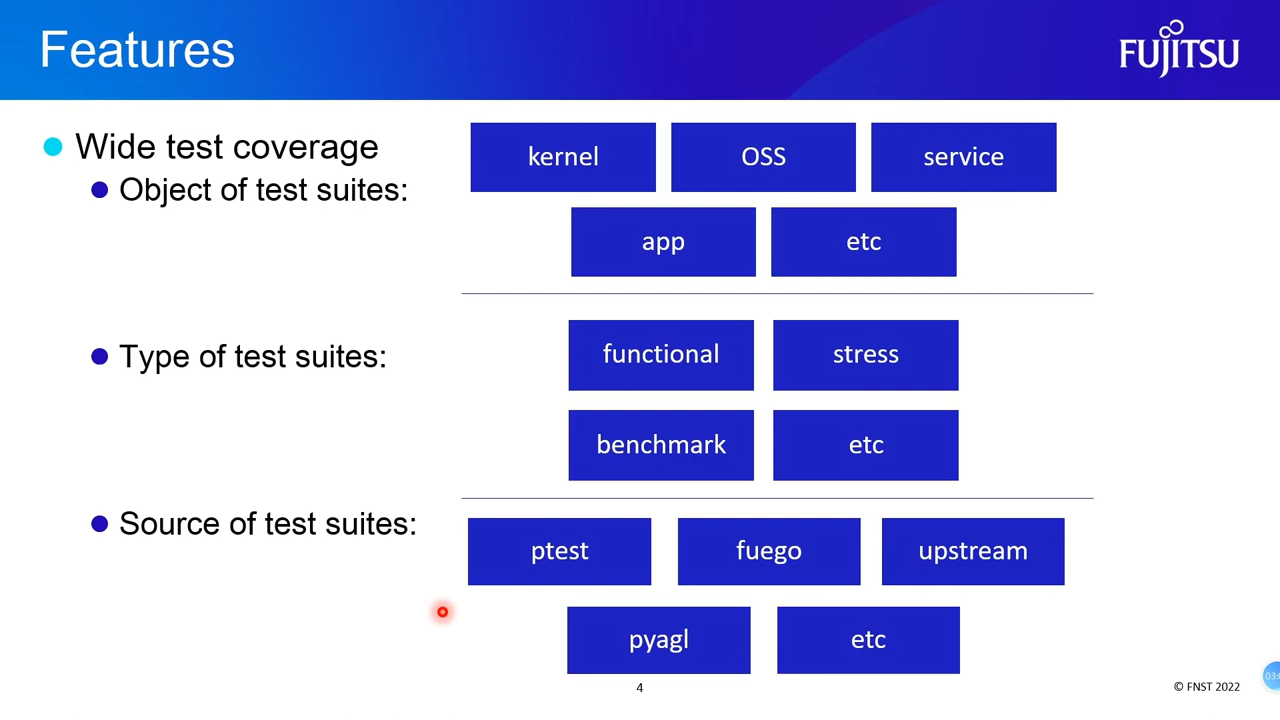 Features
FUJITSU
Wide test coverage
Object of test suites:
kernel
OSS
service
app
etc
Type of test suites:
functional
stress
benchmark
etc
Source of test suites:
ptest
fuego
upstream
pyagl
etc
4
© FNST 2022